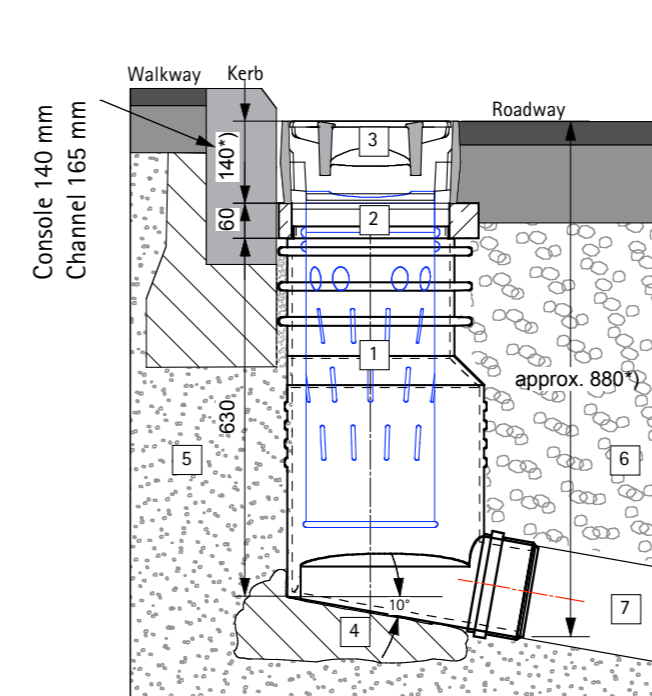 Walkway
Kerb
Roadway
Console 140 mm
Channel 165 mm
140*)
60
630
approx. 880*)
3
2
1
5
6
10°
4
7